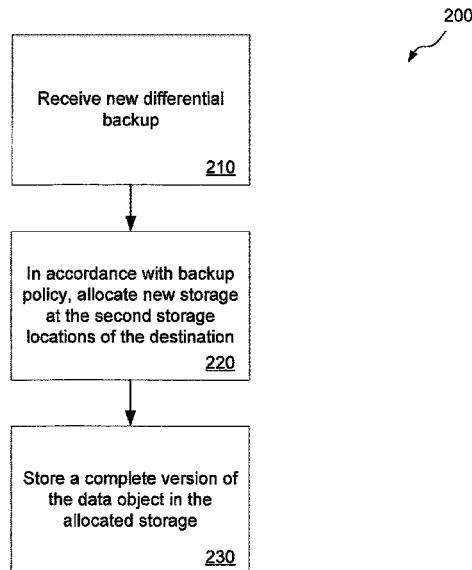 200
Receive new differential
backup
210
In accordance with backup
policy, allocate new storage
at the second storage
locations of the destination
220
Store a complete version of
the data object in the
allocated storage
230